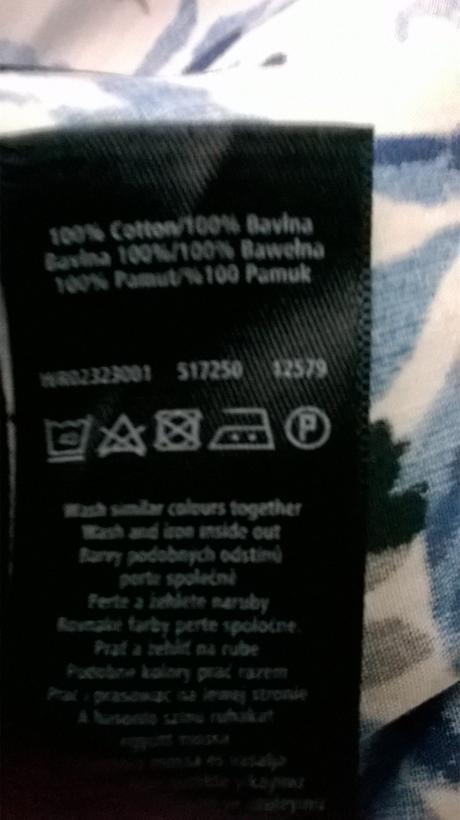 100% Cotton/100% Bavlna
Bavlna 100%/100% Bawełna
100% Pamut/%100 Pamuk
517250 12579
40
P
Wash similar colours together
Wash and iron inside out
Barvy podobných odstínů
perte společně
Perte a žehlete naruby
Rovnaké farby perte spoločne.
Prať a žehliť na rube
Podobne kolory prać razem
Prać i prasować na lewej stronie
A hasonló színű ruhákat
együtt mossa